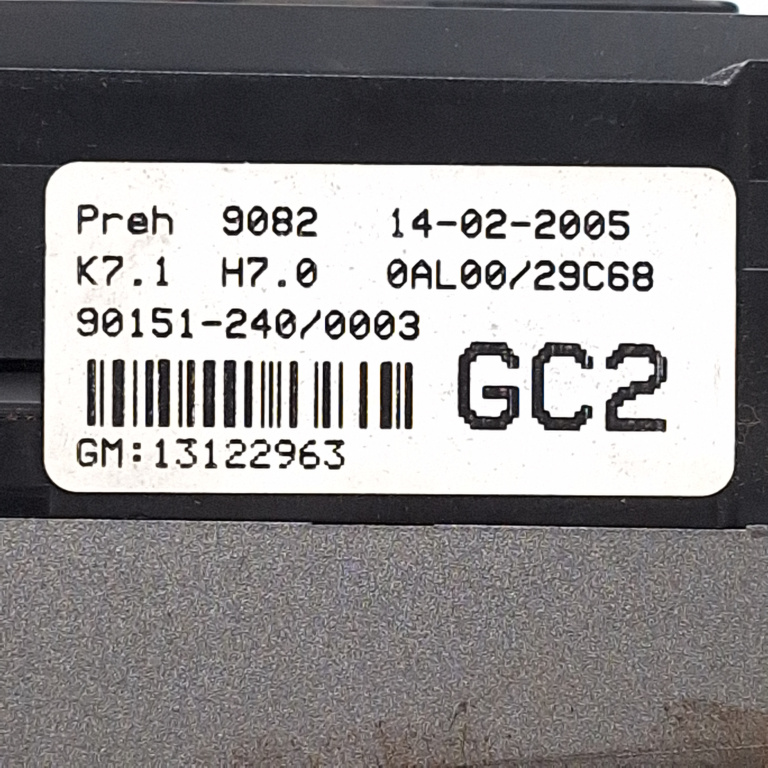 Preh 9082 14-02-2005
K7.1 H7.0 0AL00/29C68
90151-240/0003
GC2
GM:13122963